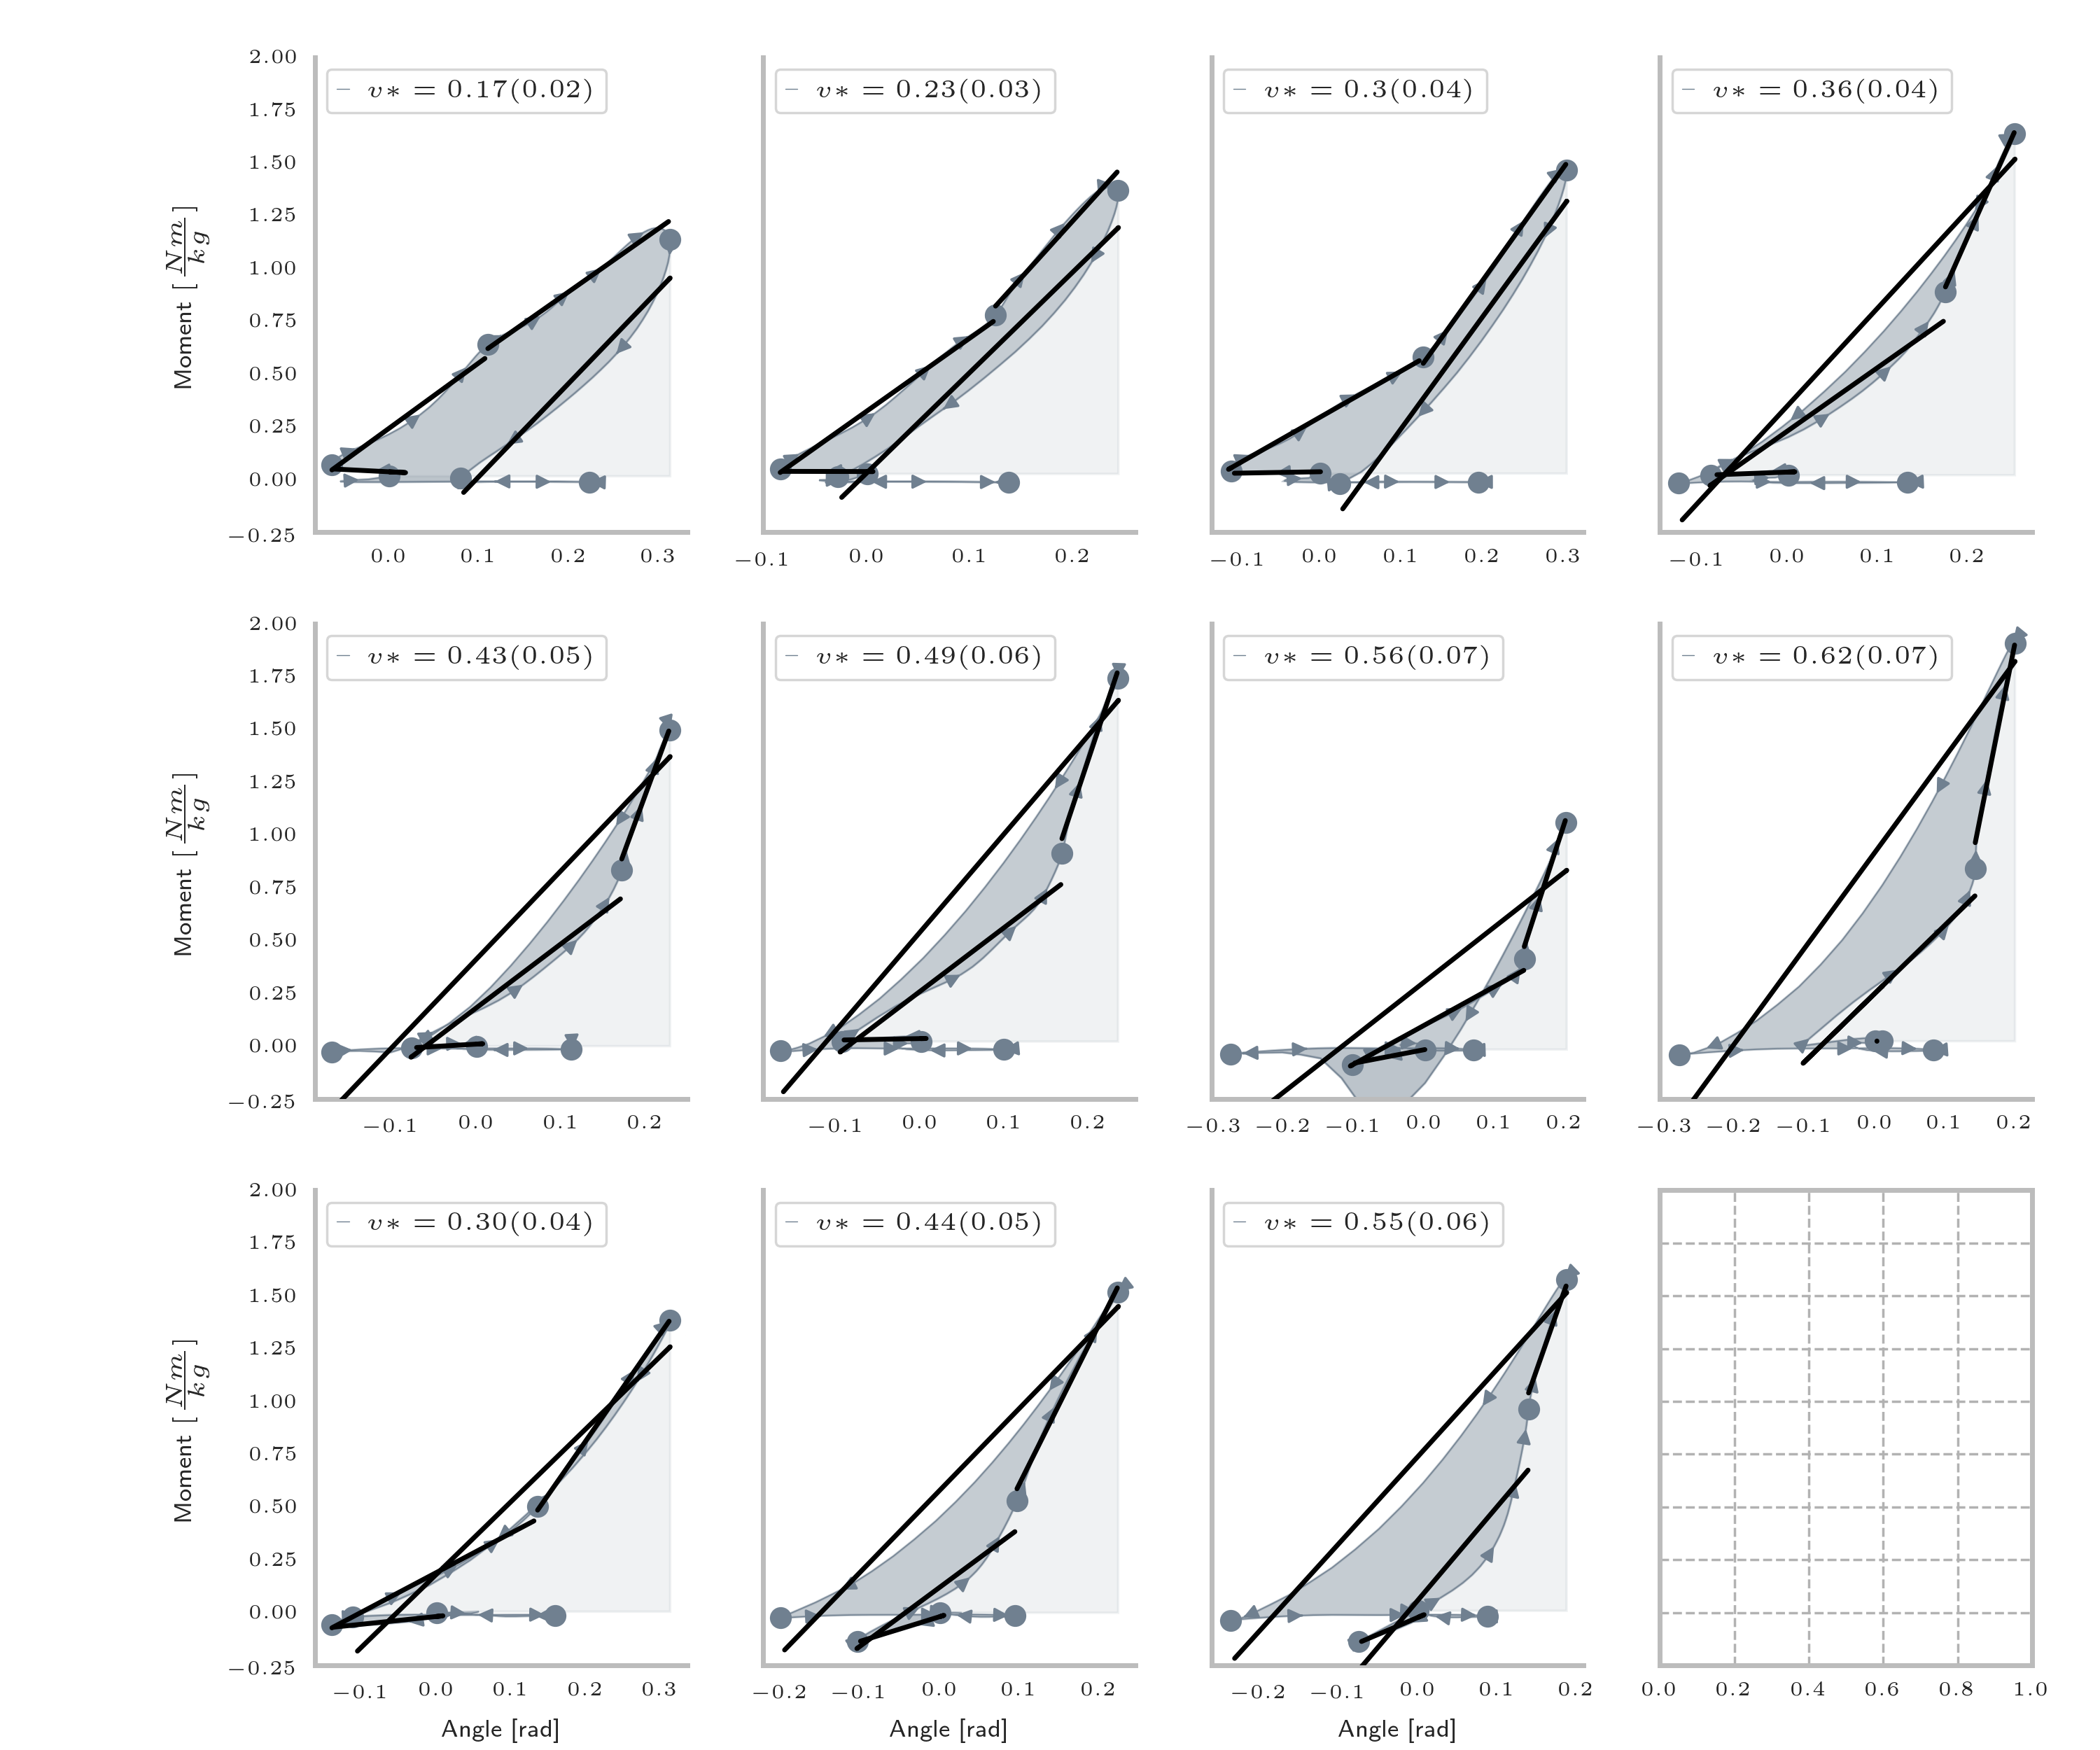 2.00
1.75
1.50
1.25
1.00
0.75
0.50
0.25
0.00
−0.25
Moment [ Nm/kg ]
v∗ = 0.17(0.02)
0.0 0.1 0.2 0.3
v∗ = 0.23(0.03)
−0.1 0.0 0.1 0.2
v∗ = 0.3(0.04)
−0.1 0.0 0.1 0.2 0.3
v∗ = 0.36(0.04)
−0.1 0.0 0.1 0.2
2.00
1.75
1.50
1.25
1.00
0.75
0.50
0.25
0.00
−0.25
Moment [ Nm/kg ]
v∗ = 0.43(0.05)
−0.1 0.0 0.1 0.2
v∗ = 0.49(0.06)
−0.1 0.0 0.1 0.2
v∗ = 0.56(0.07)
−0.3 −0.2 −0.1 0.0 0.1 0.2
v∗ = 0.62(0.07)
−0.3 −0.2 −0.1 0.0 0.1 0.2
2.00
1.75
1.50
1.25
1.00
0.75
0.50
0.25
0.00
−0.25
Moment [ Nm/kg ]
v∗ = 0.30(0.04)
−0.1 0.0 0.1 0.2 0.3
Angle [rad]
v∗ = 0.44(0.05)
−0.2 −0.1 0.0 0.1 0.2
Angle [rad]
v∗ = 0.55(0.06)
−0.2 −0.1 0.0 0.1 0.2
Angle [rad]
0.0 0.2 0.4 0.6 0.8 1.0